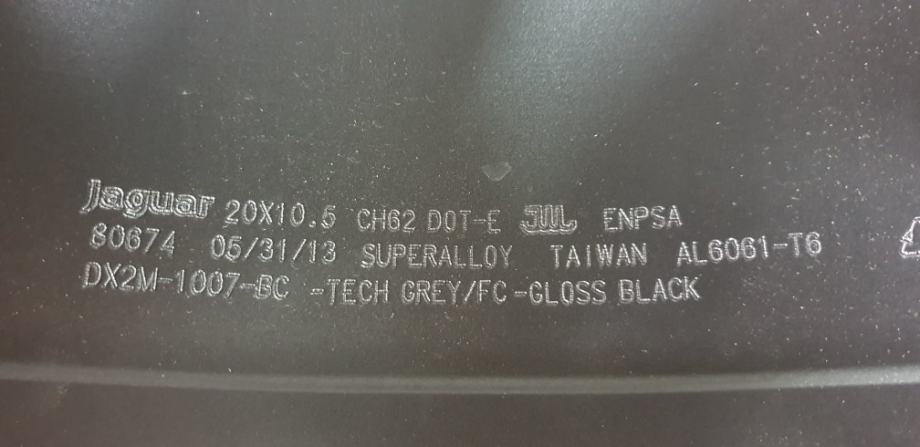 Jaguar 20X10.5 CH62 DOT-E JWL ENPSA
80674 05/31/13 SUPERALLOY TAIWAN AL6061-T6
DX2M-1007-BC -TECH GREY/FC-GLOSS BLACK